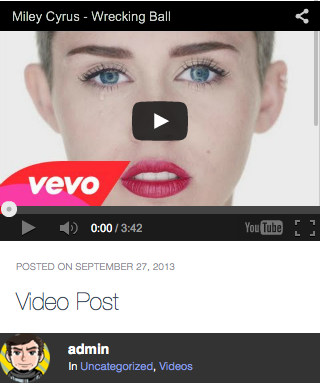 Miley Cyrus - Wrecking Ball
vevo
0:00 / 3:42
YouTube
POSTED ON SEPTEMBER 27, 2013
Video Post
admin
In Uncategorized, Videos